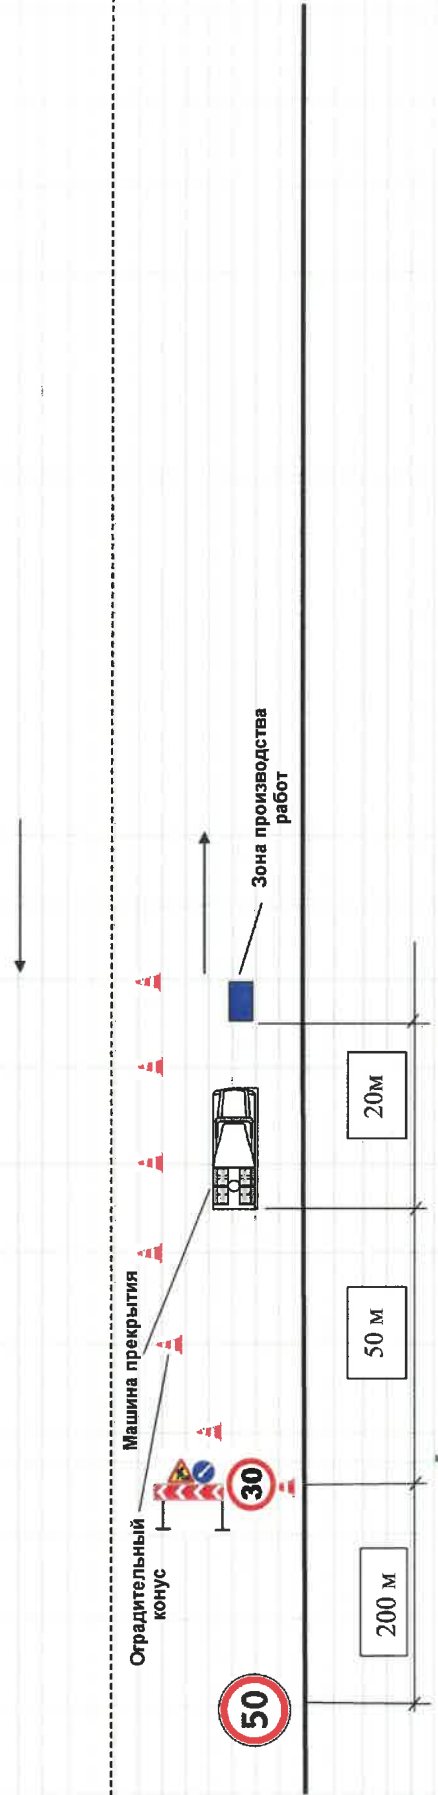 Зона производства
работ
Машина прекрытия
Оградительный
конус
20м
50 м
200 м
30
50